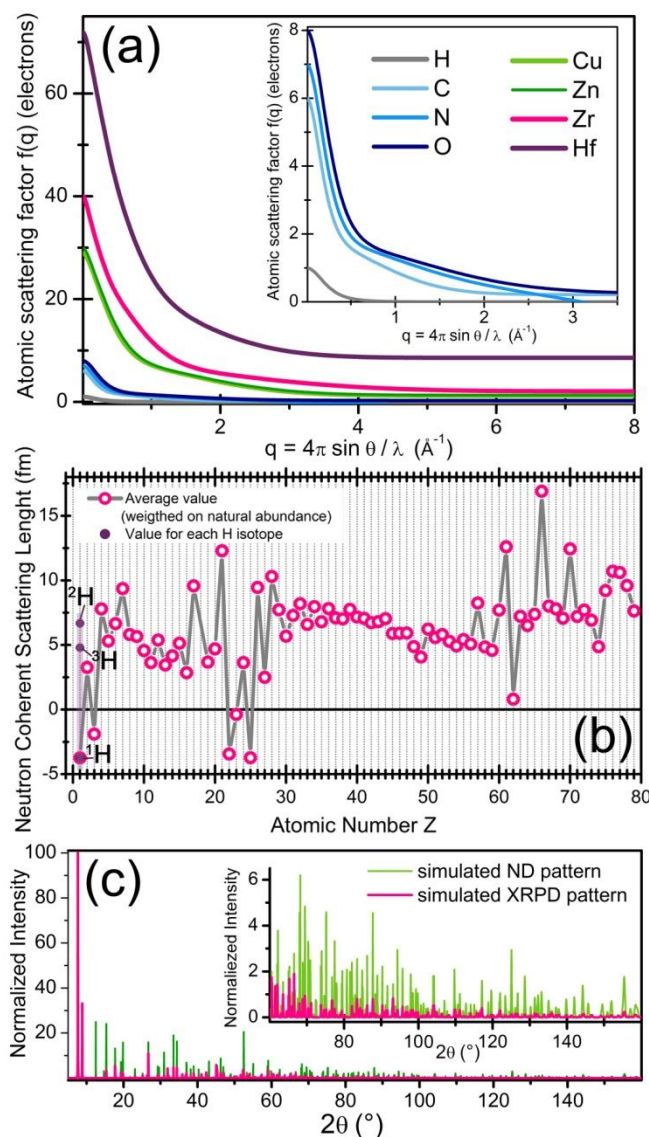 (a)
Atomic scattering factor f(q) (electrons)
60
40
20
0
0
2
4
6
8
q = 4π sin θ / λ (Å⁻¹)
Atomic scattering factor f(q) (electrons)
8
6
4
2
0
0
1
2
3
q = 4π sin θ / λ (Å⁻¹)
H
C
N
O
Cu
Zn
Zr
Hf
(b)
Neutron Coherent Scattering Lenght (fm)
15
10
5
0
-5
0
10
20
30
40
50
60
70
80
Atomic Number Z
Average value
(weigthed on natural abundance)
Value for each H isotope
²H
³H
¹H
(c)
Normalized Intensity
100
80
60
40
20
20
40
60
80
100
120
140
2θ (°)
Normaliezed Intensity
6
4
2
0
80
100
120
140
2θ (°)
simulated ND pattern
simulated XRPD pattern